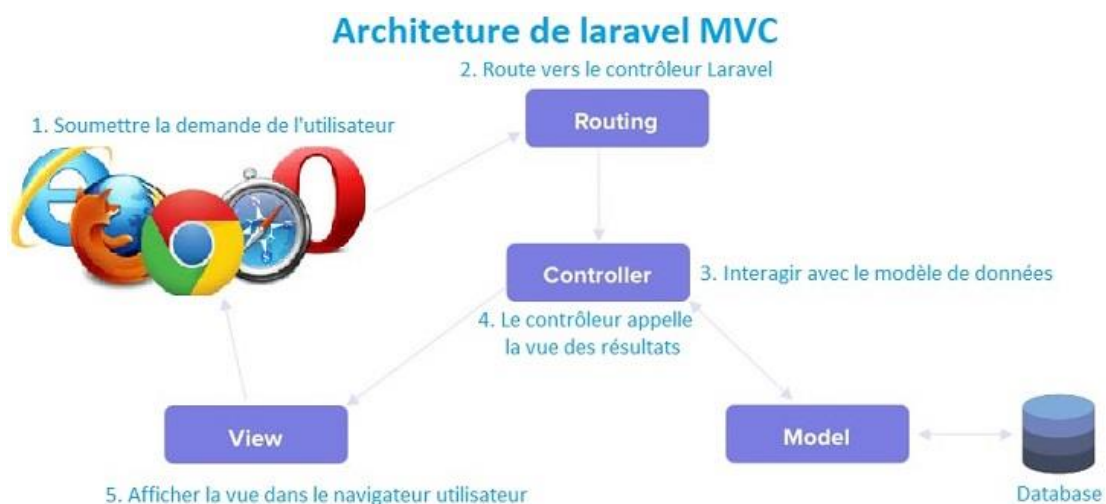 Architeture de laravel MVC
2. Route vers le contrôleur Laravel
Routing
1. Soumettre la demande de l'utilisateur
Controller
3. Interagir avec le modèle de données
4. Le contrôleur appelle
la vue des résultats
View
Model
5. Afficher la vue dans le navigateur utilisateur
Database